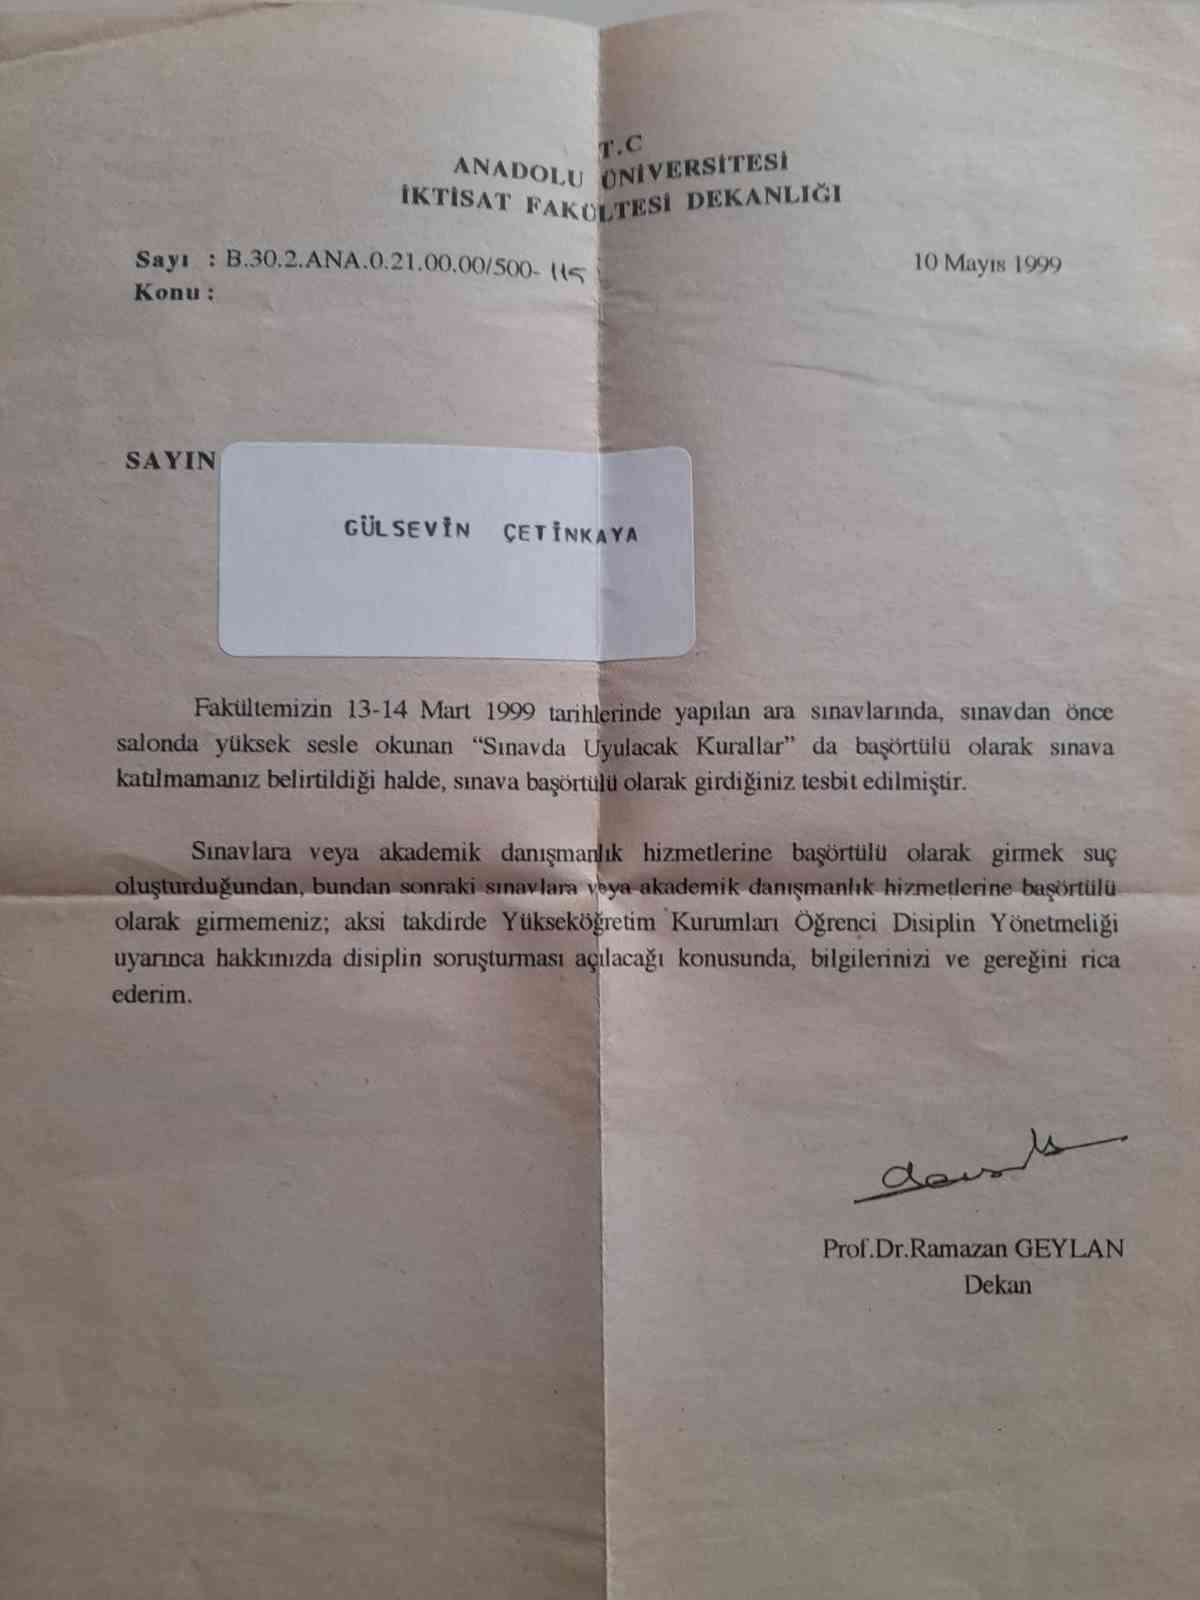 T.C
ANADOLU ÜNİVERSİTESİ
İKTİSAT FAKÜLTESİ DEKANLIĞI
Sayı : B.30.2.ANA.0.21.00.00/500- 115
10 Mayıs 1999
Konu :
SAYIN
GÜLSEVİN ÇETİNKAYA
Fakültemizin 13-14 Mart 1999 tarihlerinde yapılan ara sınavlarında, sınavdan önce
salonda yüksek sesle okunan “Sınavda Uyulacak Kurallar” da başörtülü olarak sınava
katılmamanız belirtildiği halde, sınava başörtülü olarak girdiğiniz tesbit edilmiştir.
Sınavlara veya akademik danışmanlık hizmetlerine başörtülü olarak girmek suç
oluşturduğundan, bundan sonraki sınavlara veya akademik danışmanlık hizmetlerine başörtülü
olarak girmemeniz; aksi takdirde Yükseköğretim Kurumları Öğrenci Disiplin Yönetmeliği
uyarınca hakkınızda disiplin soruşturması açılacağı konusunda, bilgilerinizi ve gereğini rica
ederim.
Prof.Dr.Ramazan GEYLAN
Dekan